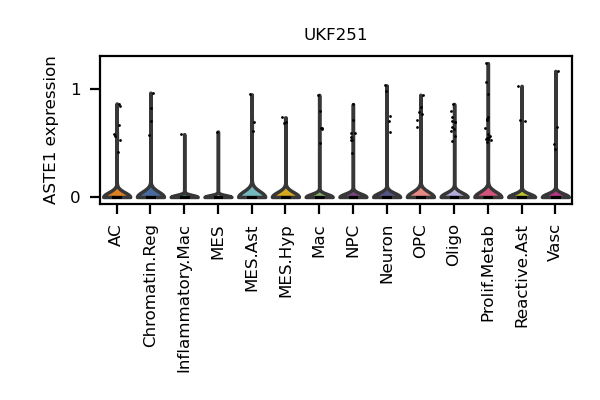 UKF251
ASTE1 expression
1
0
AC
Chromatin.Reg
Inflammatory.Mac
MES
MES.Ast
MES.Hyp
Mac
NPC
Neuron
OPC
Oligo
Prolif.Metab
Reactive.Ast
Vasc